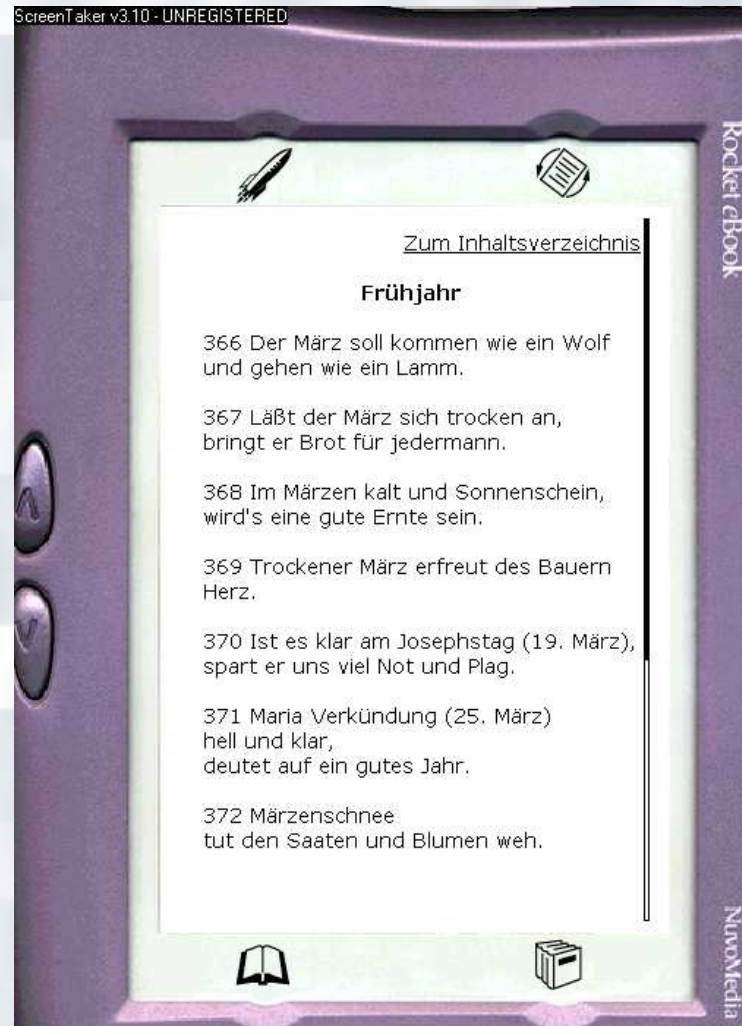 ScreenTaker v3.10 - UNREGISTERED
Rocket eBook
Zum Inhaltsverzeichnis
Frühjahr
366 Der März soll kommen wie ein Wolf
und gehen wie ein Lamm.
367 Läßt der März sich trocken an,
bringt er Brot für jedermann.
368 Im Märzen kalt und Sonnenschein,
wird's eine gute Ernte sein.
369 Trockener März erfreut des Bauern
Herz.
370 Ist es klar am Josephstag (19. März),
spart er uns viel Not und Plag.
371 Maria Verkündung (25. März)
hell und klar,
deutet auf ein gutes Jahr.
372 Märzenschnee
tut den Saaten und Blumen weh.
NuvoMedia